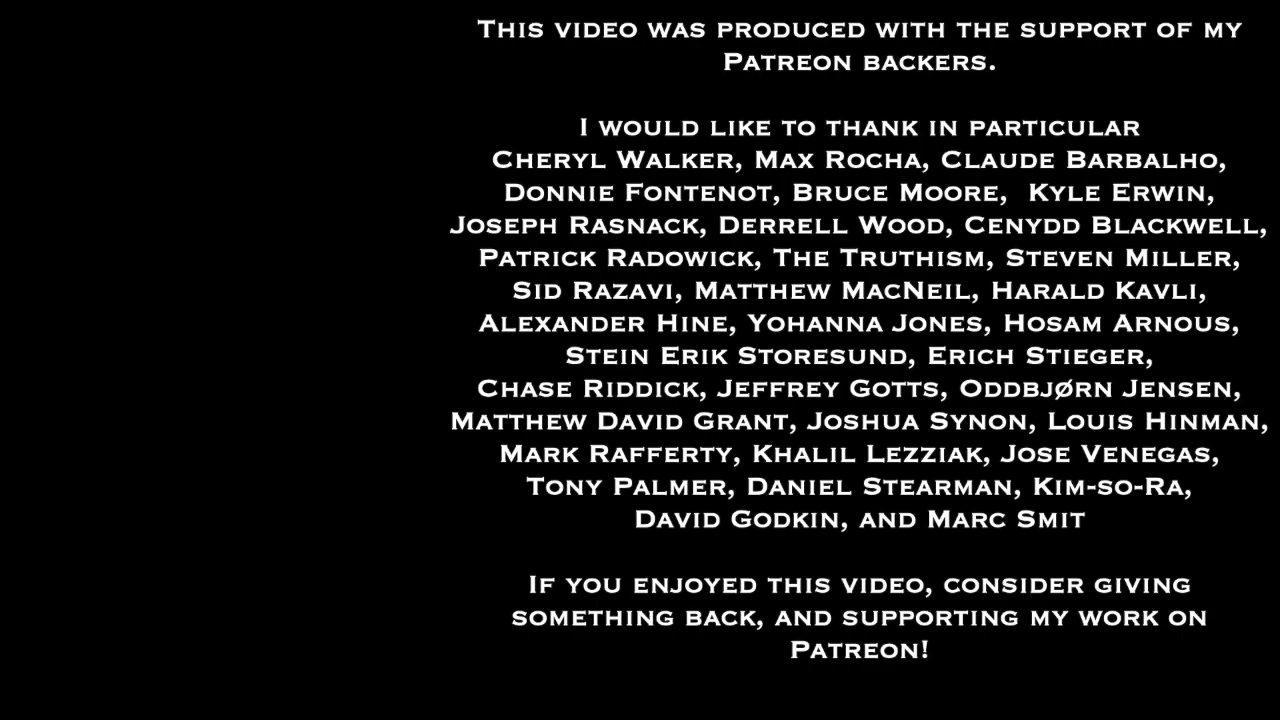 This video was produced with the support of my
Patreon backers.
I would like to thank in particular
Cheryl Walker, Max Rocha, Claude Barbalho,
Donnie Fontenot, Bruce Moore, Kyle Erwin,
Joseph Rasnack, Derrell Wood, Cenydd Blackwell,
Patrick Radowick, The Truthism, Steven Miller,
Sid Razavi, Matthew MacNeil, Harald Kavli,
Alexander Hine, Yohanna Jones, Hosam Arnous,
Stein Erik Storesund, Erich Stieger,
Chase Riddick, Jeffrey Gotts, Oddbjørn Jensen,
Matthew David Grant, Joshua Synon, Louis Hinman,
Mark Rafferty, Khalil Lezziak, Jose Venegas,
Tony Palmer, Daniel Stearman, Kim-so-Ra,
David Godkin, and Marc Smit
If you enjoyed this video, consider giving
something back, and supporting my work on
Patreon!